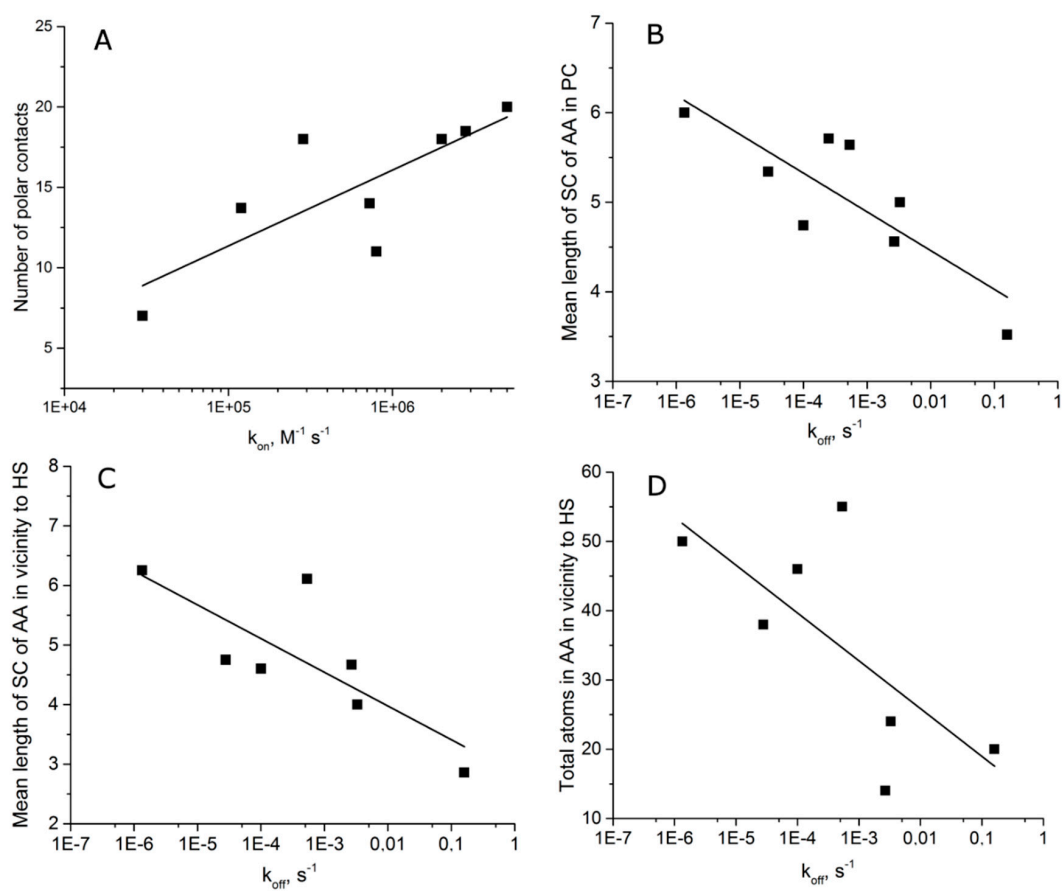 A
Number of polar contacts
25
20
15
10
5
1E+04
1E+05
1E+06
kon, M-1 s-1
B
Mean length of SC of AA in PC
7
6
5
4
3
1E-7
1E-6
1E-5
1E-4
1E-3
0,01
0,1
1
koff, s-1
C
Mean length of SC of AA in vicinity to HS
8
7
6
5
4
3
2
1E-7
1E-6
1E-5
1E-4
1E-3
0,01
0,1
1
koff, s-1
D
Total atoms in AA in vicinity to HS
60
50
40
30
20
10
1E-7
1E-6
1E-5
1E-4
1E-3
0,01
0,1
1
koff, s-1